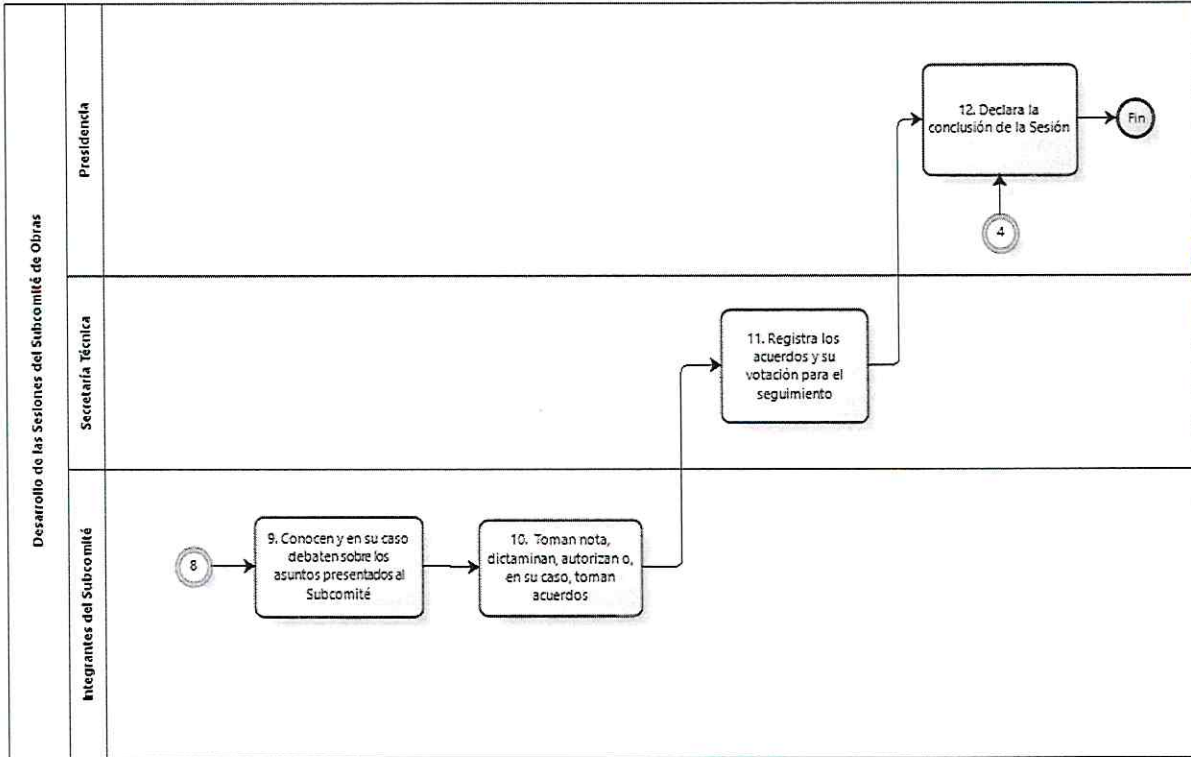 Desarrollo de las Sesiones del Subcomité de Obras
Presidencia
12. Declara la
conclusión de la Sesión
Fin
4
Secretaría Técnica
11. Registra los
acuerdos y su
votación para el
seguimiento
Integrantes del Subcomité
8
9. Conocen y en su caso
debaten sobre los
asuntos presentados al
Subcomité
10. Toman nota,
dictaminan, autorizan o,
en su caso, toman
acuerdos